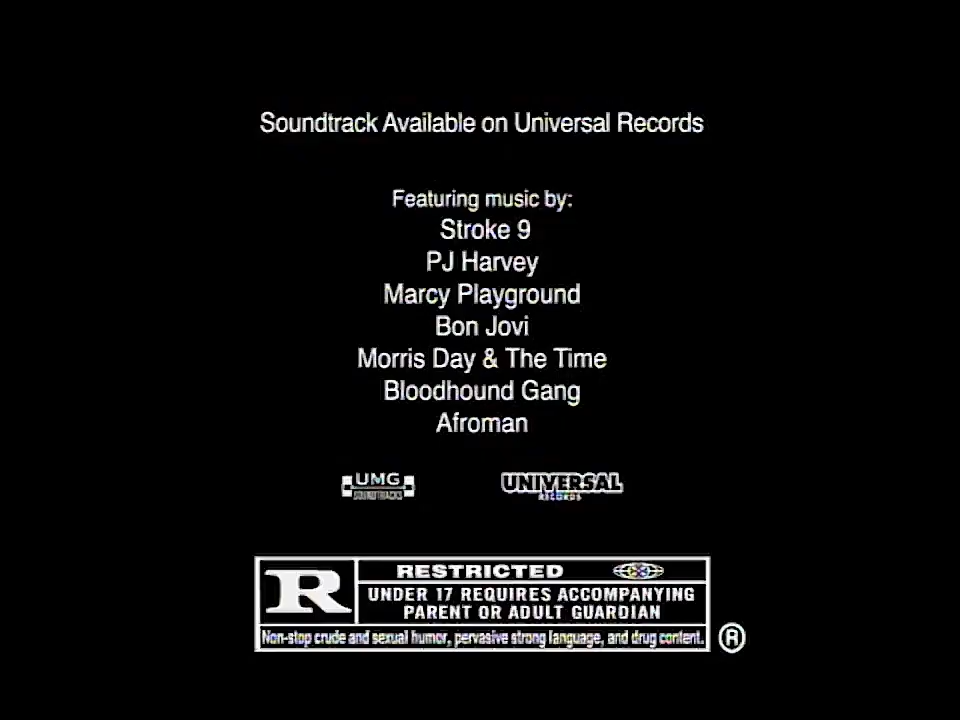 Soundtrack Available on Universal Records
Featuring music by:
Stroke 9
PJ Harvey
Marcy Playground
Bon Jovi
Morris Day & The Time
Bloodhound Gang
Afroman
UMG
SOUNDTRACKS
UNIVERSAL
RECORDS
R
RESTRICTED
UNDER 17 REQUIRES ACCOMPANYING
PARENT OR ADULT GUARDIAN
Non-stop crude and sexual humor, pervasive strong language, and drug content.
®